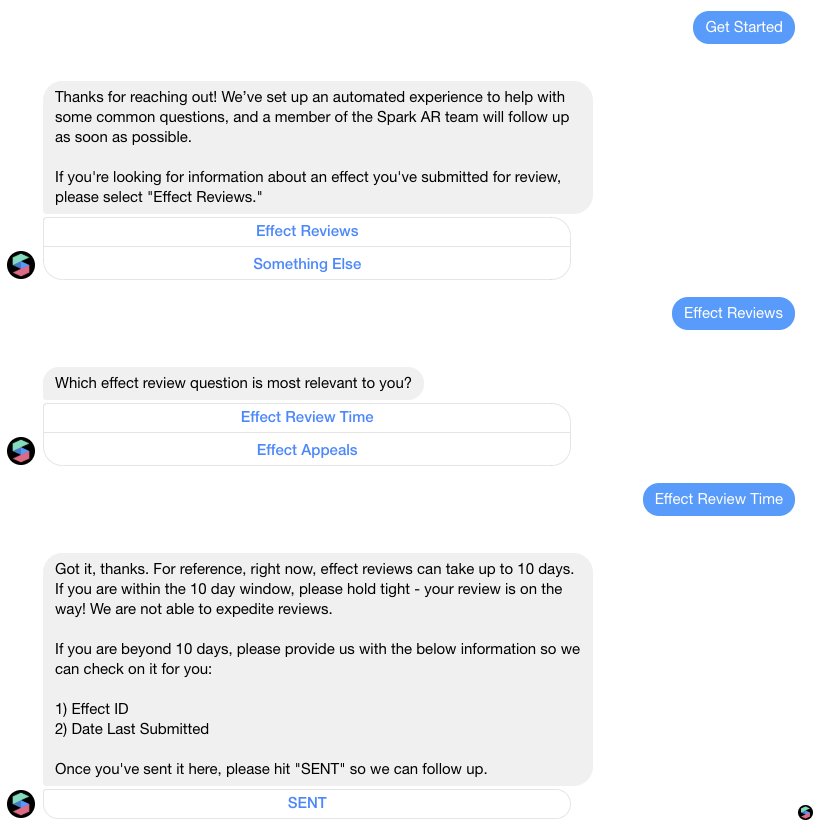 Get Started
Thanks for reaching out! We’ve set up an automated experience to help with
some common questions, and a member of the Spark AR team will follow up
as soon as possible.
If you're looking for information about an effect you've submitted for review,
please select "Effect Reviews."
Effect Reviews
Something Else
Effect Reviews
Which effect review question is most relevant to you?
Effect Review Time
Effect Appeals
Effect Review Time
Got it, thanks. For reference, right now, effect reviews can take up to 10 days.
If you are within the 10 day window, please hold tight - your review is on the
way! We are not able to expedite reviews.
If you are beyond 10 days, please provide us with the below information so we
can check on it for you:
1) Effect ID
2) Date Last Submitted
Once you've sent it here, please hit "SENT" so we can follow up.
SENT